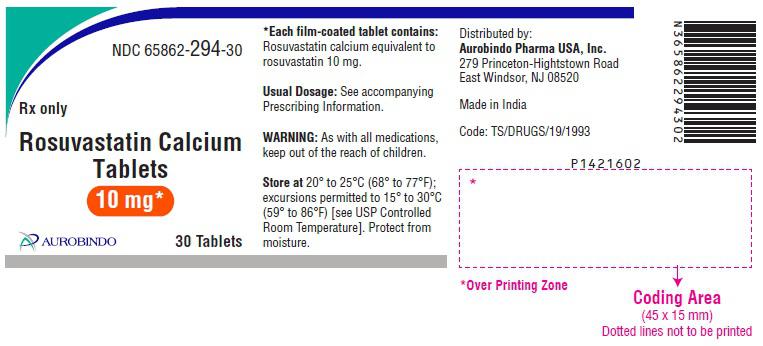 NDC 65862-294-30
Rx only
Rosuvastatin Calcium
Tablets
10 mg*
AUROBINDO
30 Tablets
*Each film-coated tablet contains:
Rosuvastatin calcium equivalent to
rosuvastatin 10 mg.
Usual Dosage: See accompanying
Prescribing Information.
WARNING: As with all medications,
keep out of the reach of children.
Store at 20° to 25°C (68° to 77°F);
excursions permitted to 15° to 30°C
(59° to 86°F) [see USP Controlled
Room Temperature]. Protect from
moisture.
Distributed by:
Aurobindo Pharma USA, Inc.
279 Princeton-Hightstown Road
East Windsor, NJ 08520
Made in India
Code: TS/DRUGS/19/1993
N365862294302
P1421602
*
*Over Printing Zone
Coding Area
(45 x 15 mm)
Dotted lines not to be printed